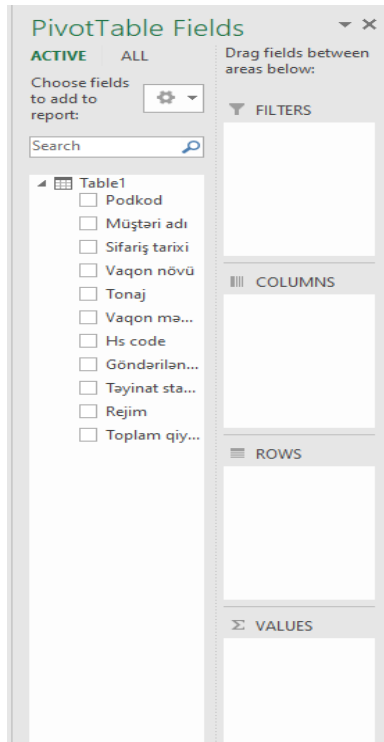 PivotTable Fields
ACTIVE ALL
Choose fields
to add to
report:
Search
Table1
Podkod
Müştəri adı
Sifariş tarixi
Vaqon növü
Tonaj
Vaqon mə...
Hs code
Göndərilən...
Təyinat sta...
Rejim
Toplam qiy...
Drag fields between
areas below:
FILTERS
COLUMNS
ROWS
Σ VALUES